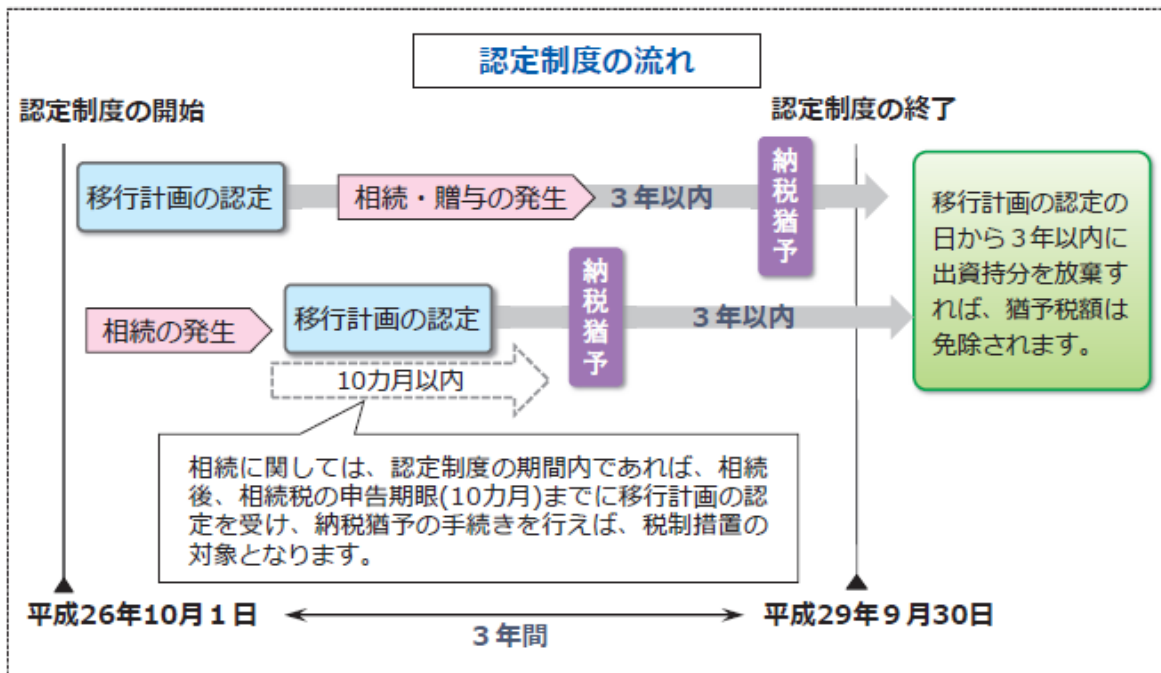 認定制度の流れ
認定制度の開始
認定制度の終了
移行計画の認定
相続・贈与の発生
３年以内
納税猶予
移行計画の認定の
日から３年以内に
出資持分を放棄す
れば、猶予税額は
免除されます。
相続の発生
移行計画の認定
納税猶予
３年以内
10カ月以内
相続に関しては、認定制度の期間内であれば、相続
後、相続税の申告期眼(10カ月)までに移行計画の認
定を受け、納税猶予の手続きを行えば、税制措置の
対象となります。
平成26年10月１日
３年間
平成29年９月30日